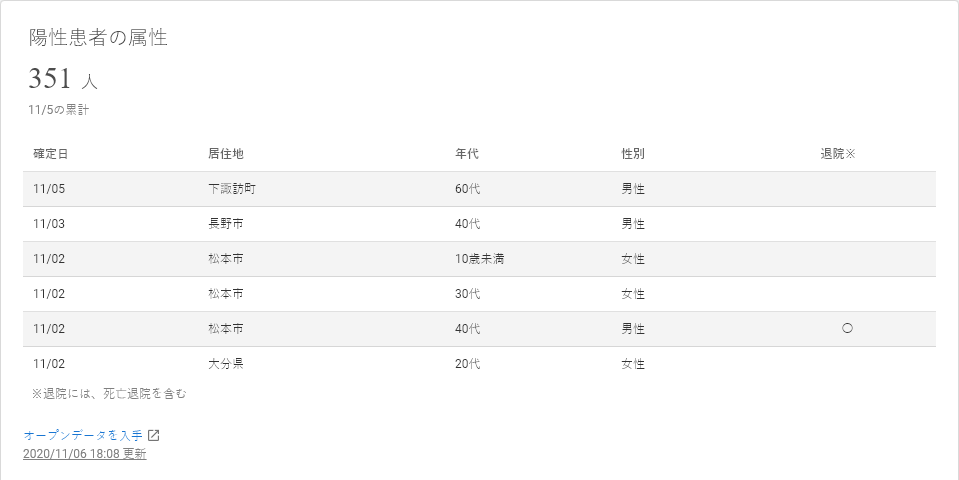 陽性患者の属性
351 人
11/5の累計
確定日 居住地 年代 性別 退院※
11/05 下諏訪町 60代 男性
11/03 長野市 40代 男性
11/02 松本市 10歳未満 女性
11/02 松本市 30代 女性
11/02 松本市 40代 男性 〇
11/02 大分県 20代 女性
※退院には、死亡退院を含む
オープンデータを入手
2020/11/06 18:08 更新